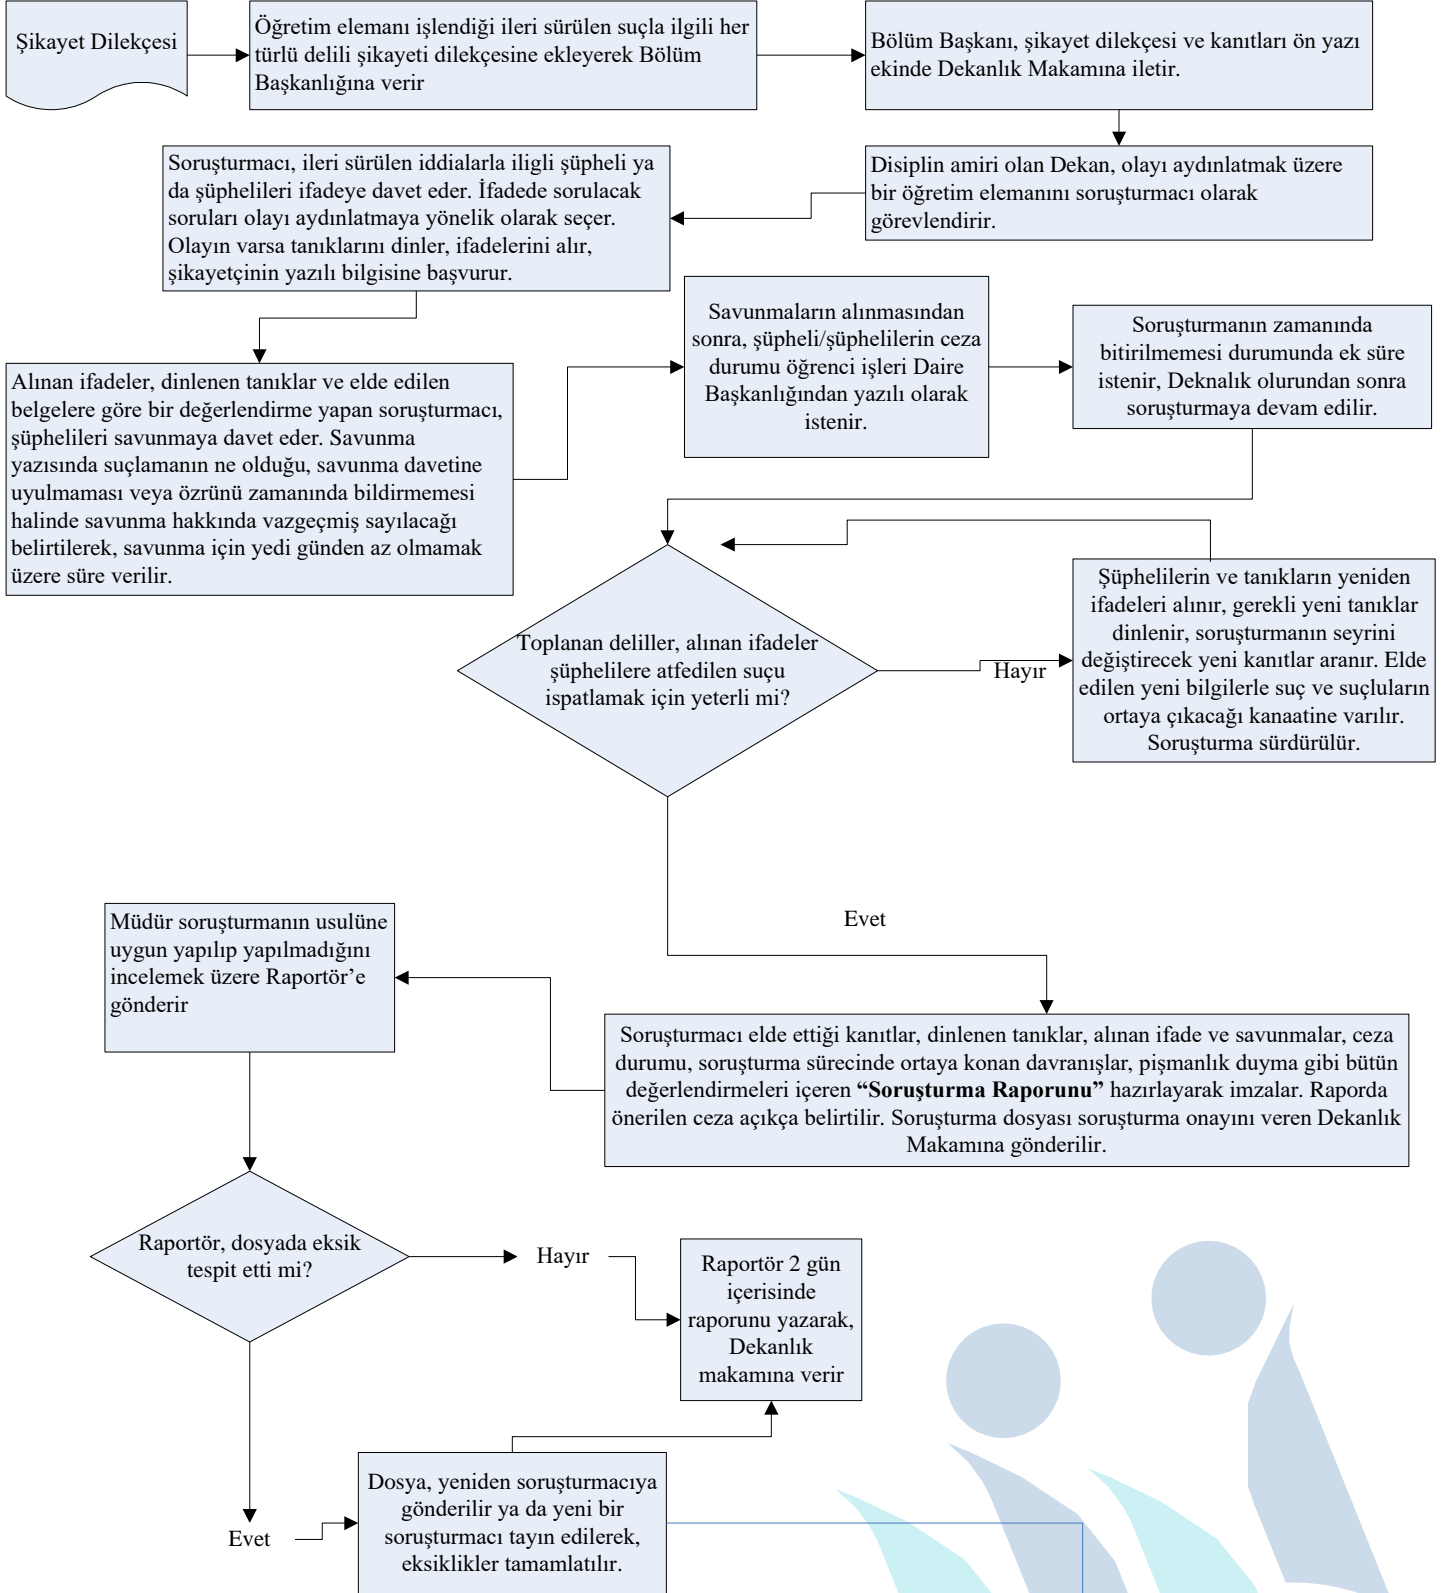 Şikayet Dilekçesi
Öğretim elemanı işlendiği ileri sürülen suçla ilgili her
türlü delili şikayeti dilekçesine ekleyerek Bölüm
Başkanlığına verir
Bölüm Başkanı, şikayet dilekçesi ve kanıtları ön yazı
ekinde Dekanlık Makamına iletir.
Disiplin amiri olan Dekan, olayı aydınlatmak üzere
bir öğretim elemanını soruşturmacı olarak
görevlendirir.
Soruşturmacı, ileri sürülen iddialarla iligli şüpheli ya
da şüphelileri ifadeye davet eder. İfadede sorulacak
soruları olayı aydınlatmaya yönelik olarak seçer.
Olayın varsa tanıklarını dinler, ifadelerini alır,
şikayetçinin yazılı bilgisine başvurur.
Alınan ifadeler, dinlenen tanıklar ve elde edilen
belgelere göre bir değerlendirme yapan soruşturmacı,
şüphelileri savunmaya davet eder. Savunma
yazısında suçlamanın ne olduğu, savunma davetine
uyulmaması veya özrünü zamanında bildirmemesi
halinde savunma hakkında vazgeçmiş sayılacağı
belirtilerek, savunma için yedi günden az olmamak
üzere süre verilir.
Savunmaların alınmasından
sonra, şüpheli/şüphelilerin ceza
durumu öğrenci işleri Daire
Başkanlığından yazılı olarak
istenir.
Soruşturmanın zamanında
bitirilmemesi durumunda ek süre
istenir, Deknalık olurundan sonra
soruşturmaya devam edilir.
Toplanan deliller, alınan ifadeler
şüphelilere atfedilen suçu
ispatlamak için yeterli mi?
Hayır
Şüphelilerin ve tanıkların yeniden
ifadeleri alınır, gerekli yeni tanıklar
dinlenir, soruşturmanın seyrini
değiştirecek yeni kanıtlar aranır. Elde
edilen yeni bilgilerle suç ve suçluların
ortaya çıkacağı kanaatine varılır.
Soruşturma sürdürülür.
Evet
Soruşturmacı elde ettiği kanıtlar, dinlenen tanıklar, alınan ifade ve savunmalar, ceza
durumu, soruşturma sürecinde ortaya konan davranışlar, pişmanlık duyma gibi bütün
değerlendirmeleri içeren “Soruşturma Raporunu” hazırlayarak imzalar. Raporda
önerilen ceza açıkça belirtilir. Soruşturma dosyası soruşturma onayını veren Dekanlık
Makamına gönderilir.
Müdür soruşturmanın usulüne
uygun yapılıp yapılmadığını
incelemek üzere Raportör’e
gönderir
Raportör, dosyada eksik
tespit etti mi?
Hayır
Raportör 2 gün
içerisinde
raporunu yazarak,
Dekanlık
makamına verir
Evet
Dosya, yeniden soruşturmacıya
gönderilir ya da yeni bir
soruşturmacı tayin edilerek,
eksiklikler tamamlatılır.